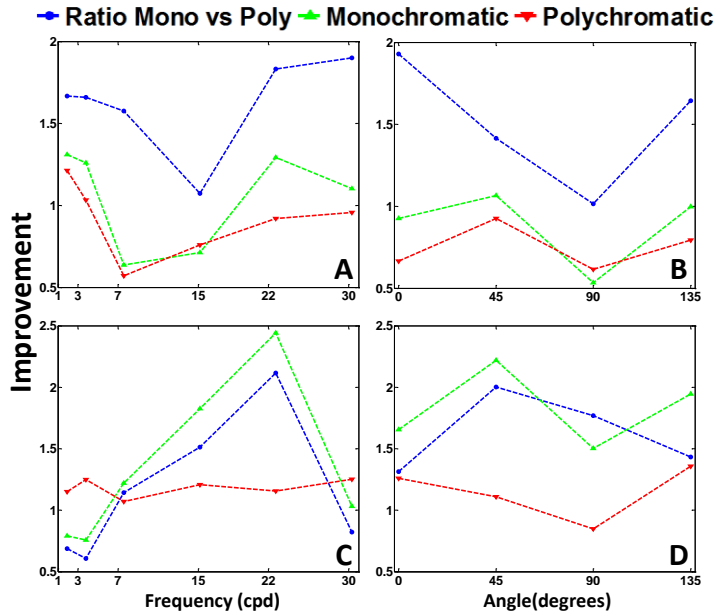 Ratio Mono vs Poly Monochromatic Polychromatic
Improvement
2
1.5
1
0.5
1 3 7 15 22 30
A
2
1.5
1
0.5
0 45 90 135
B
2.5
2
1.5
1
0.5
1 3 7 15 22 30
C
Frequency (cpd)
2.5
2
1.5
1
0.5
0 45 90 135
D
Angle(degrees)